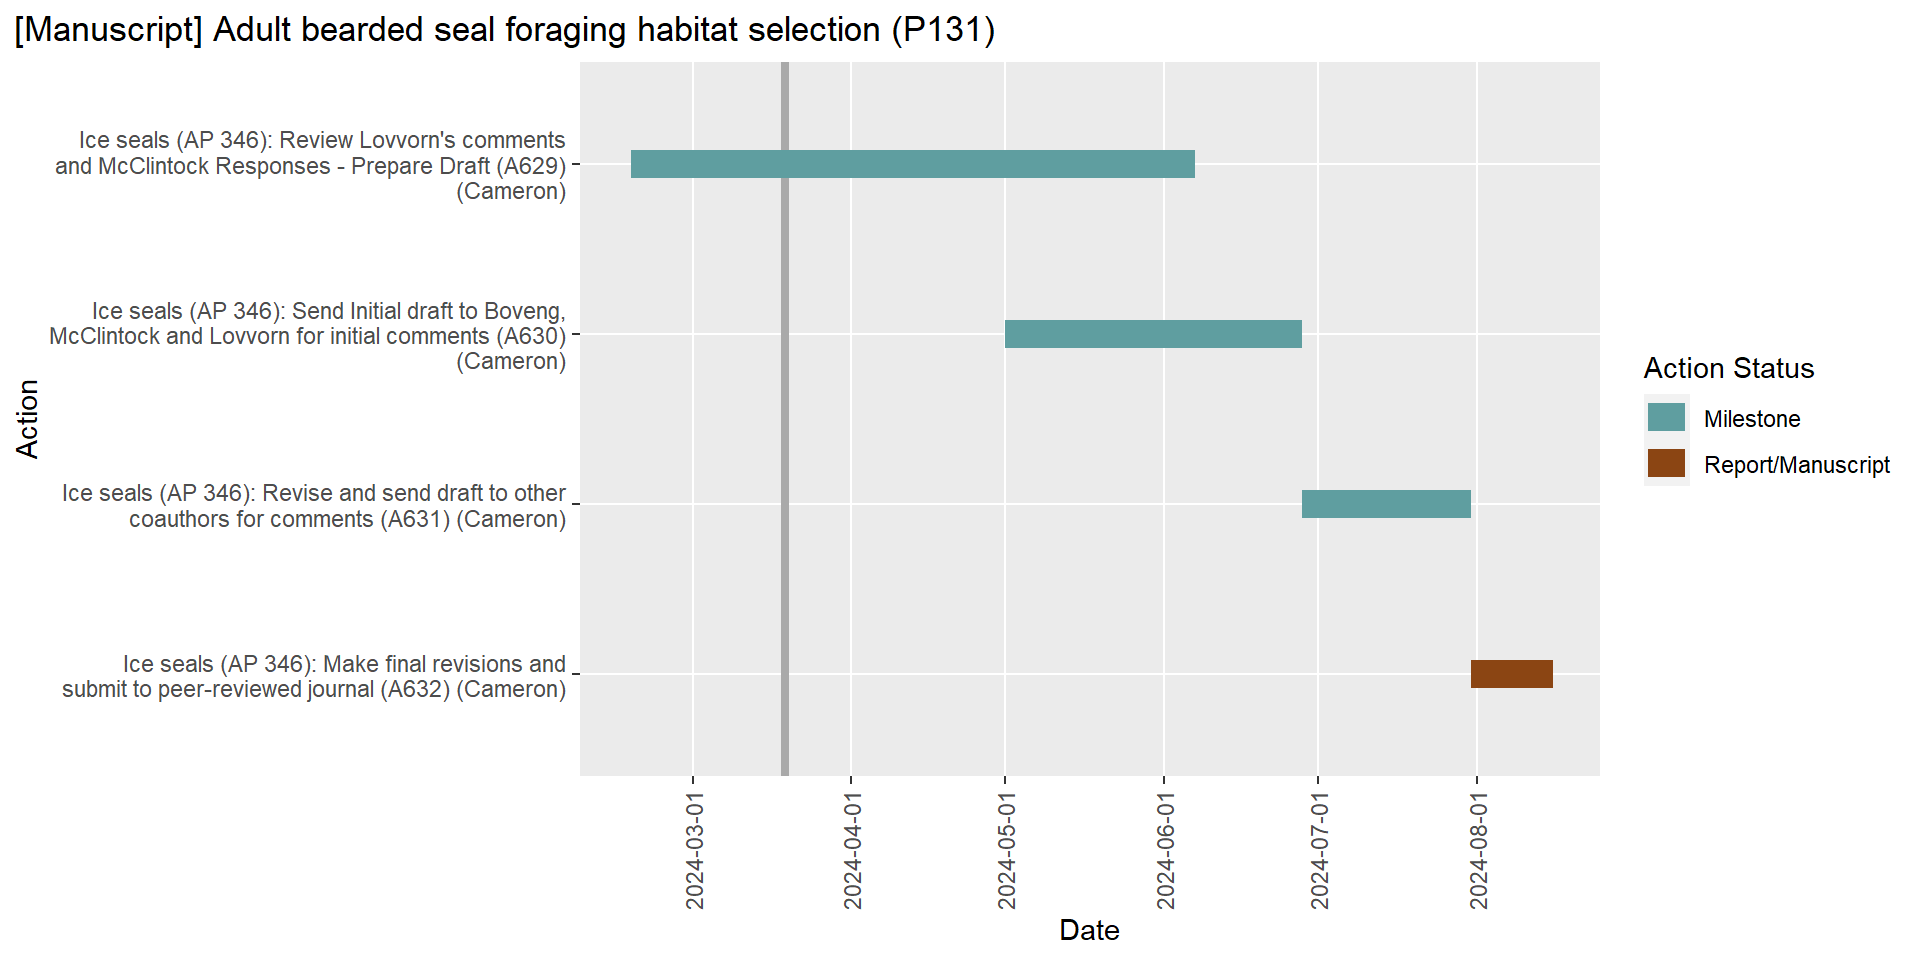 [Manuscript] Adult bearded seal foraging habitat selection (P131)
Action
Ice seals (AP 346): Review Lovvorn's comments
and McClintock Responses - Prepare Draft (A629)
(Cameron)
Ice seals (AP 346): Send Initial draft to Boveng,
McClintock and Lovvorn for initial comments (A630)
(Cameron)
Ice seals (AP 346): Revise and send draft to other
coauthors for comments (A631) (Cameron)
Ice seals (AP 346): Make final revisions and
submit to peer-reviewed journal (A632) (Cameron)
2024-03-01
2024-04-01
2024-05-01
2024-06-01
2024-07-01
2024-08-01
Date
Action Status
Milestone
Report/Manuscript